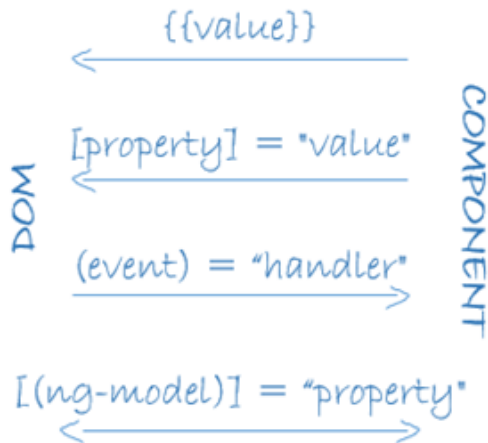 {{value}}
[property] = "value"
DOM
COMPONENT
(event) = "handler"
[(ng-model)] = "property"